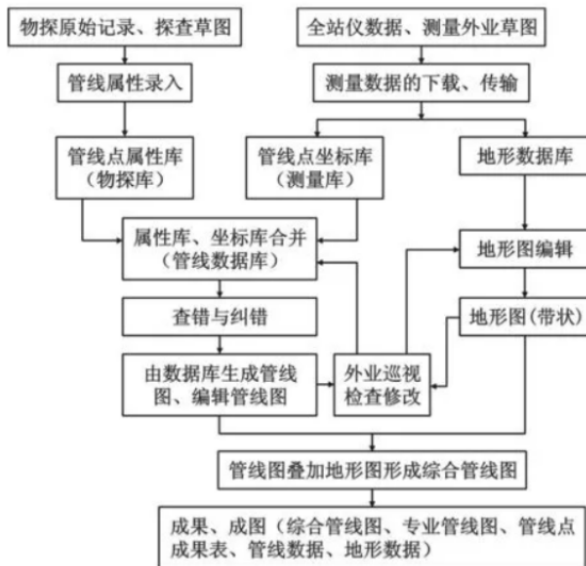 物探原始记录、探查草图
全站仪数据、测量外业草图
管线属性录入
测量数据的下载、传输
管线点属性库
（物探库）
管线点坐标库
（测量库）
地形数据库
属性库、坐标库合并
（管线数据库）
地形图编辑
查错与纠错
地形图(带状)
由数据库生成管线
图、编辑管线图
外业巡视
检查修改
管线图叠加地形图形成综合管线图
成果、成图（综合管线图、专业管线图、管线点
成果表、管线数据、地形数据）